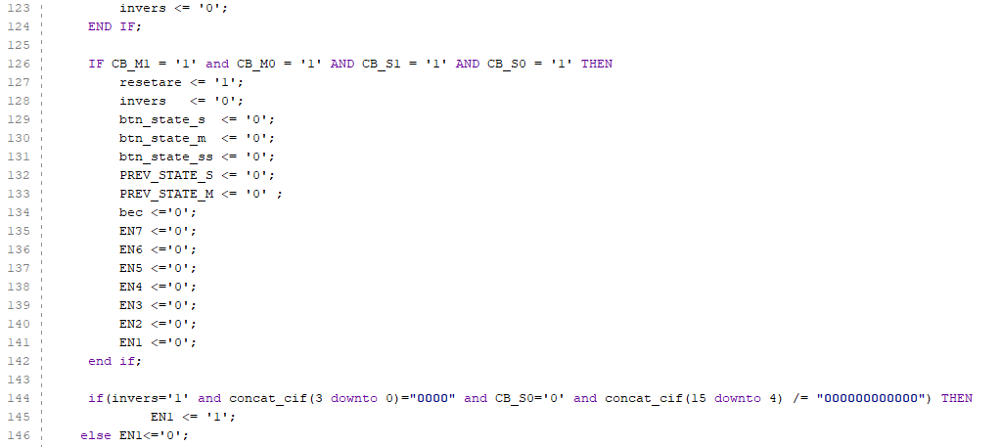 123 invers <= '0';
124 END IF;
125
126 IF CB_M1 = '1' and CB_M0 = '1' AND CB_S1 = '1' AND CB_S0 = '1' THEN
127 resetare <= '1';
128 invers <= '0';
129 btn_state_s <= '0';
130 btn_state_m <= '0';
131 btn_state_ss <= '0';
132 PREV_STATE_S <= '0';
133 PREV_STATE_M <= '0' ;
134 bec <='0';
135 EN7 <='0';
136 EN6 <='0';
137 EN5 <='0';
138 EN4 <='0';
139 EN3 <='0';
140 EN2 <='0';
141 EN1 <='0';
142 end if;
143
144 if(invers='1' and concat_cif(3 downto 0)="0000" and CB_S0='0' and concat_cif(15 downto 4) /= "000000000000") THEN
145 EN1 <= '1';
146 else EN1<='0';